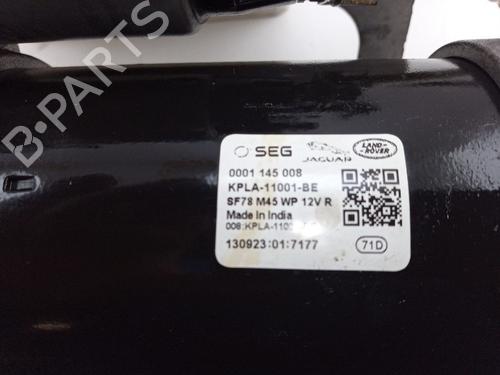 SEG
JAGUAR
LAND-
ROVER
0001 145 008
KPLA-11001-BE
SF78 M45 WP 12V R
Made In India
130923:01:7177
71D
B-PARTS